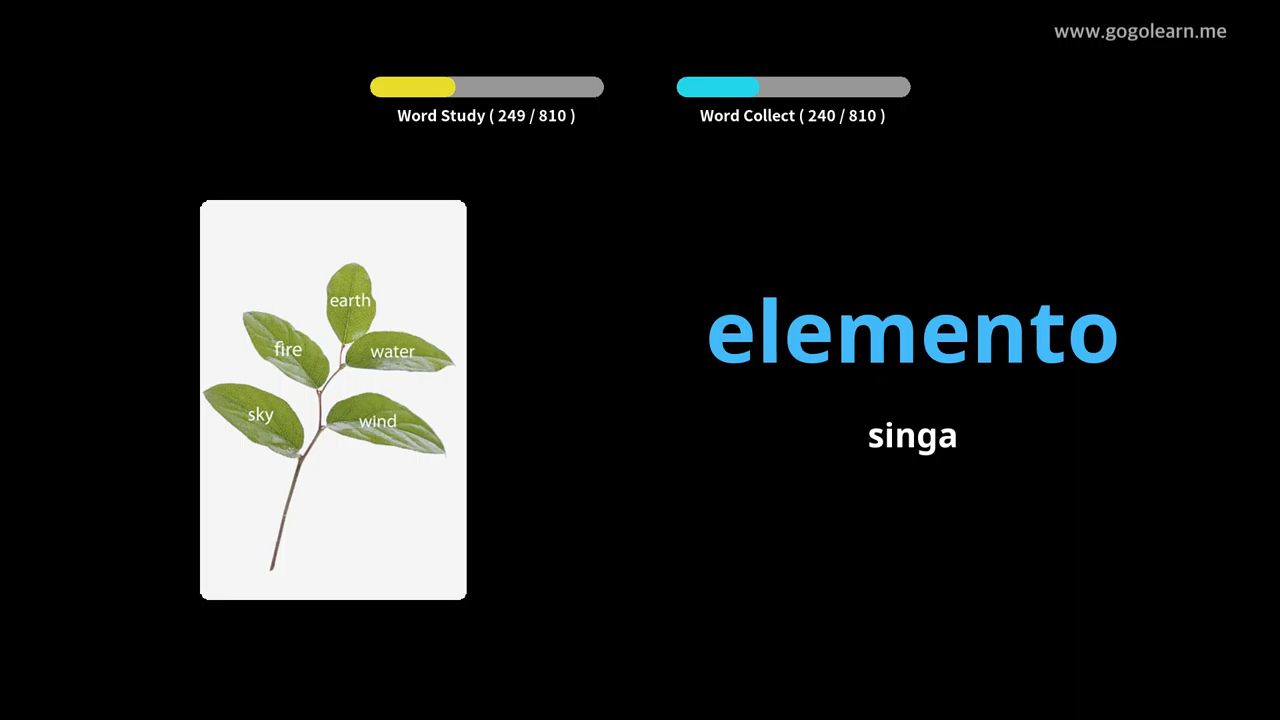 www.gogolearn.me
Word Study ( 249 / 810 )
Word Collect ( 240 / 810 )
earth
fire
water
sky
wind
elemento
singa